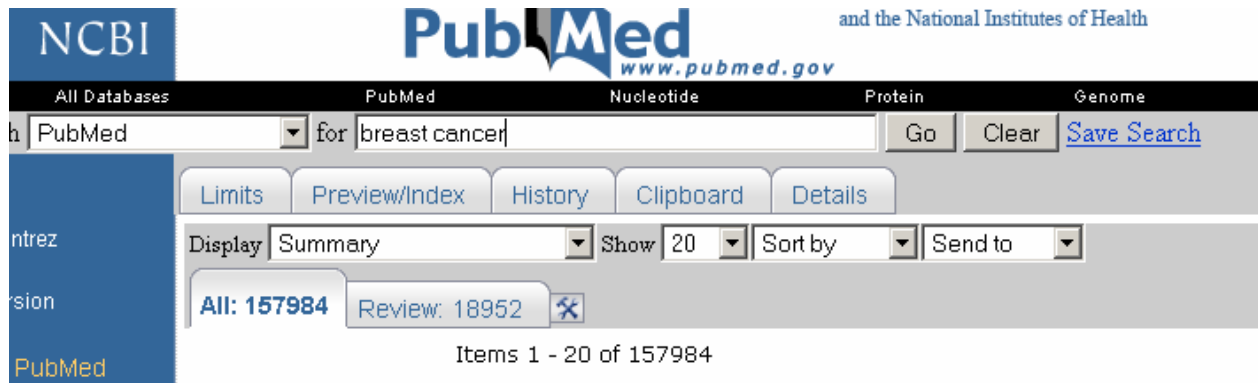 NCBI PubMed and the National Institutes of Health
www.pubmed.gov
All Databases PubMed Nucleotide Protein Genome
PubMed for breast cancer Go Clear Save Search
Limits Preview/Index History Clipboard Details
ntrez Display Summary Show 20 Sort by Send to
rsion All: 157984 Review: 18952
Items 1 - 20 of 157984
PubMed